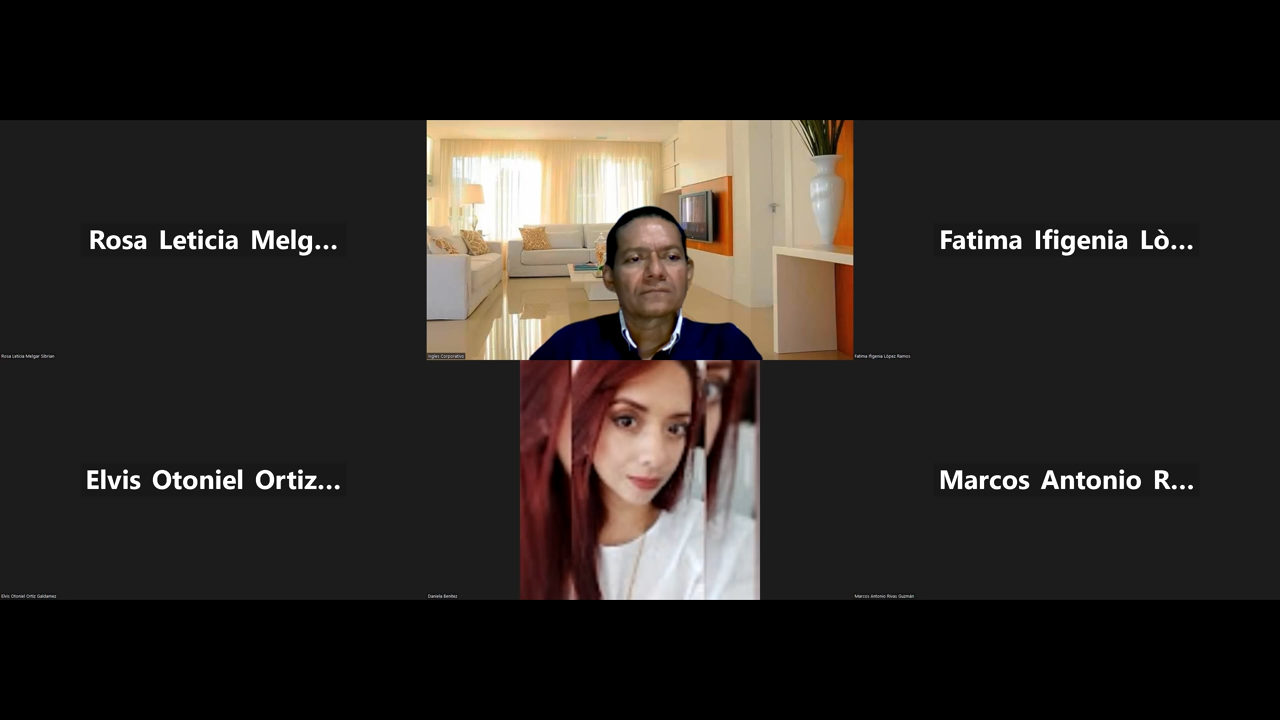 Rosa Leticia Melg...
Fatima Ifigenia Lò...
Rosa Leticia Melgar Sibrian
Ingles Corporativo
Fatima Ifigenia Lòpez Ramos
Elvis Otoniel Ortiz...
Marcos Antonio R...
Elvis Otoniel Ortiz Galdamez
Daniela Benitez
Marcos Antonio Rivas Guzmán